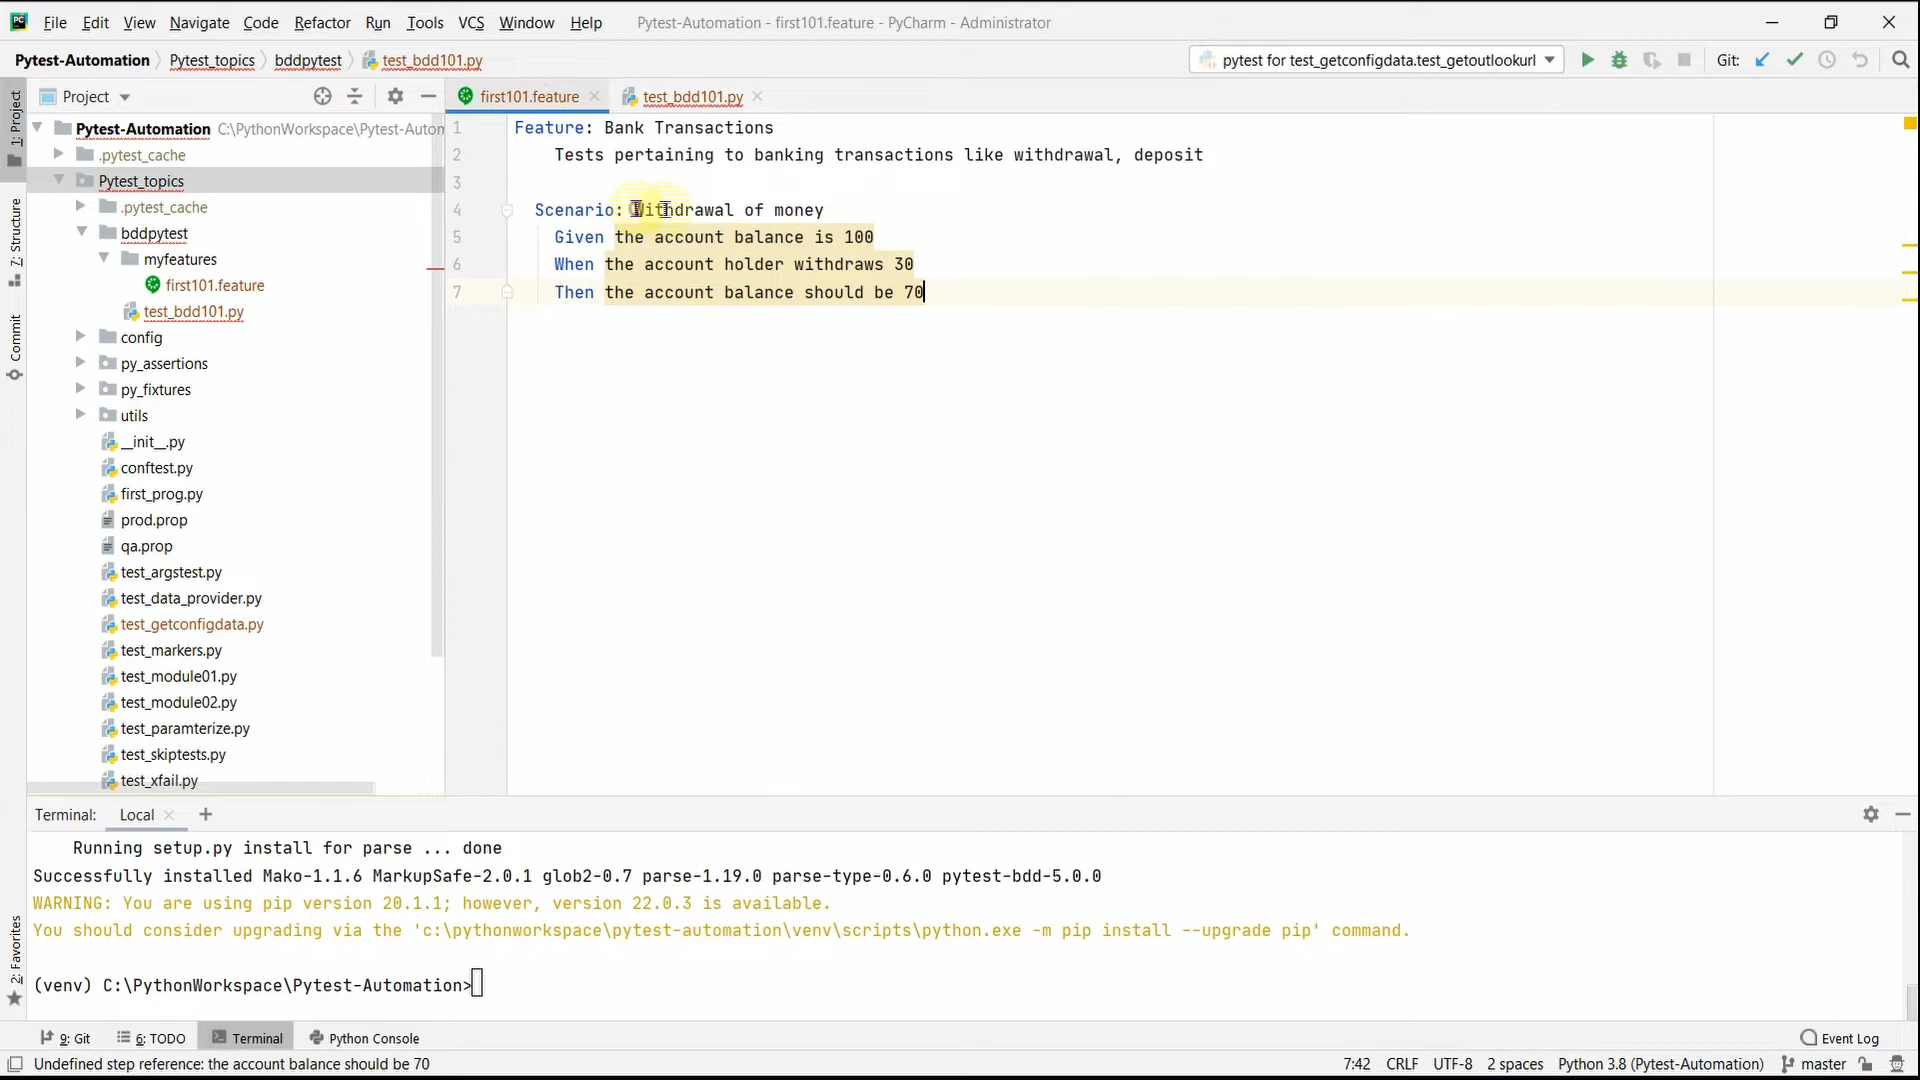 File Edit View Navigate Code Refactor Run Tools VCS Window Help Pytest-Automation - first101.feature - PyCharm - Administrator
Pytest-Automation Pytest_topics bddpytest test_bdd101.py pytest for test_getconfigdata.test_getoutlookurl Git:
Project first101.feature test_bdd101.py
1: Project
7: Structure
Commit
2: Favorites
Pytest-Automation C:\PythonWorkspace\Pytest-Autom
.pytest_cache
Pytest_topics
.pytest_cache
bddpytest
myfeatures
first101.feature
test_bdd101.py
config
py_assertions
py_fixtures
utils
__init__.py
conftest.py
first_prog.py
prod.prop
qa.prop
test_argstest.py
test_data_provider.py
test_getconfigdata.py
test_markers.py
test_module01.py
test_module02.py
test_paramterize.py
test_skiptests.py
test_xfail.py
1 Feature: Bank Transactions
2 Tests pertaining to banking transactions like withdrawal, deposit
3
4 Scenario: Withdrawal of money
5 Given the account balance is 100
6 When the account holder withdraws 30
7 Then the account balance should be 70
Terminal: Local
Running setup.py install for parse ... done
Successfully installed Mako-1.1.6 MarkupSafe-2.0.1 glob2-0.7 parse-1.19.0 parse-type-0.6.0 pytest-bdd-5.0.0
WARNING: You are using pip version 20.1.1; however, version 22.0.3 is available.
You should consider upgrading via the 'c:\pythonworkspace\pytest-automation\venv\scripts\python.exe -m pip install --upgrade pip' command.
(venv) C:\PythonWorkspace\Pytest-Automation>
9: Git 6: TODO Terminal Python Console Event Log
Undefined step reference: the account balance should be 70 7:42 CRLF UTF-8 2 spaces Python 3.8 (Pytest-Automation) master